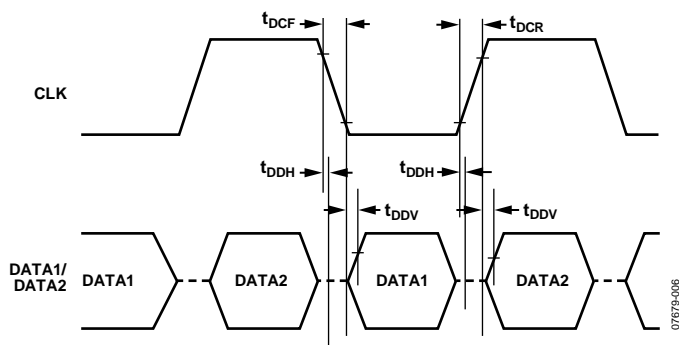 tDCF
tDCR
CLK
tDDH
tDDH
tDDV
tDDV
DATA1/
DATA2
DATA1
DATA2
DATA1
DATA2
07679-006